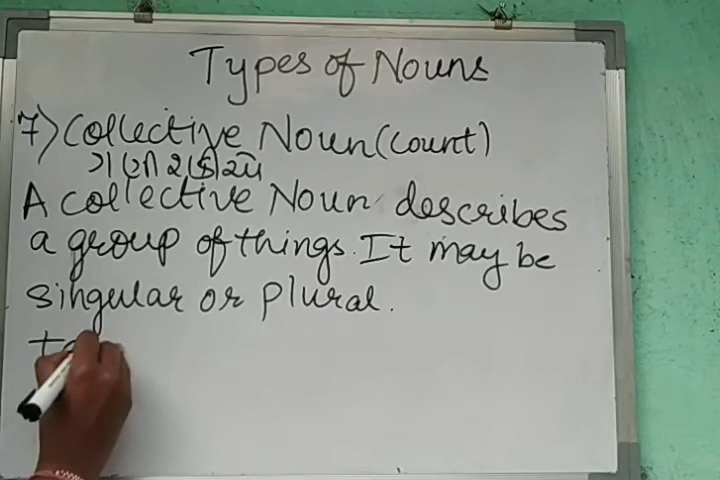 Types of Nouns
7) Collective Noun (count)
A collective Noun describes
a group of things. It may be
singular or plural.